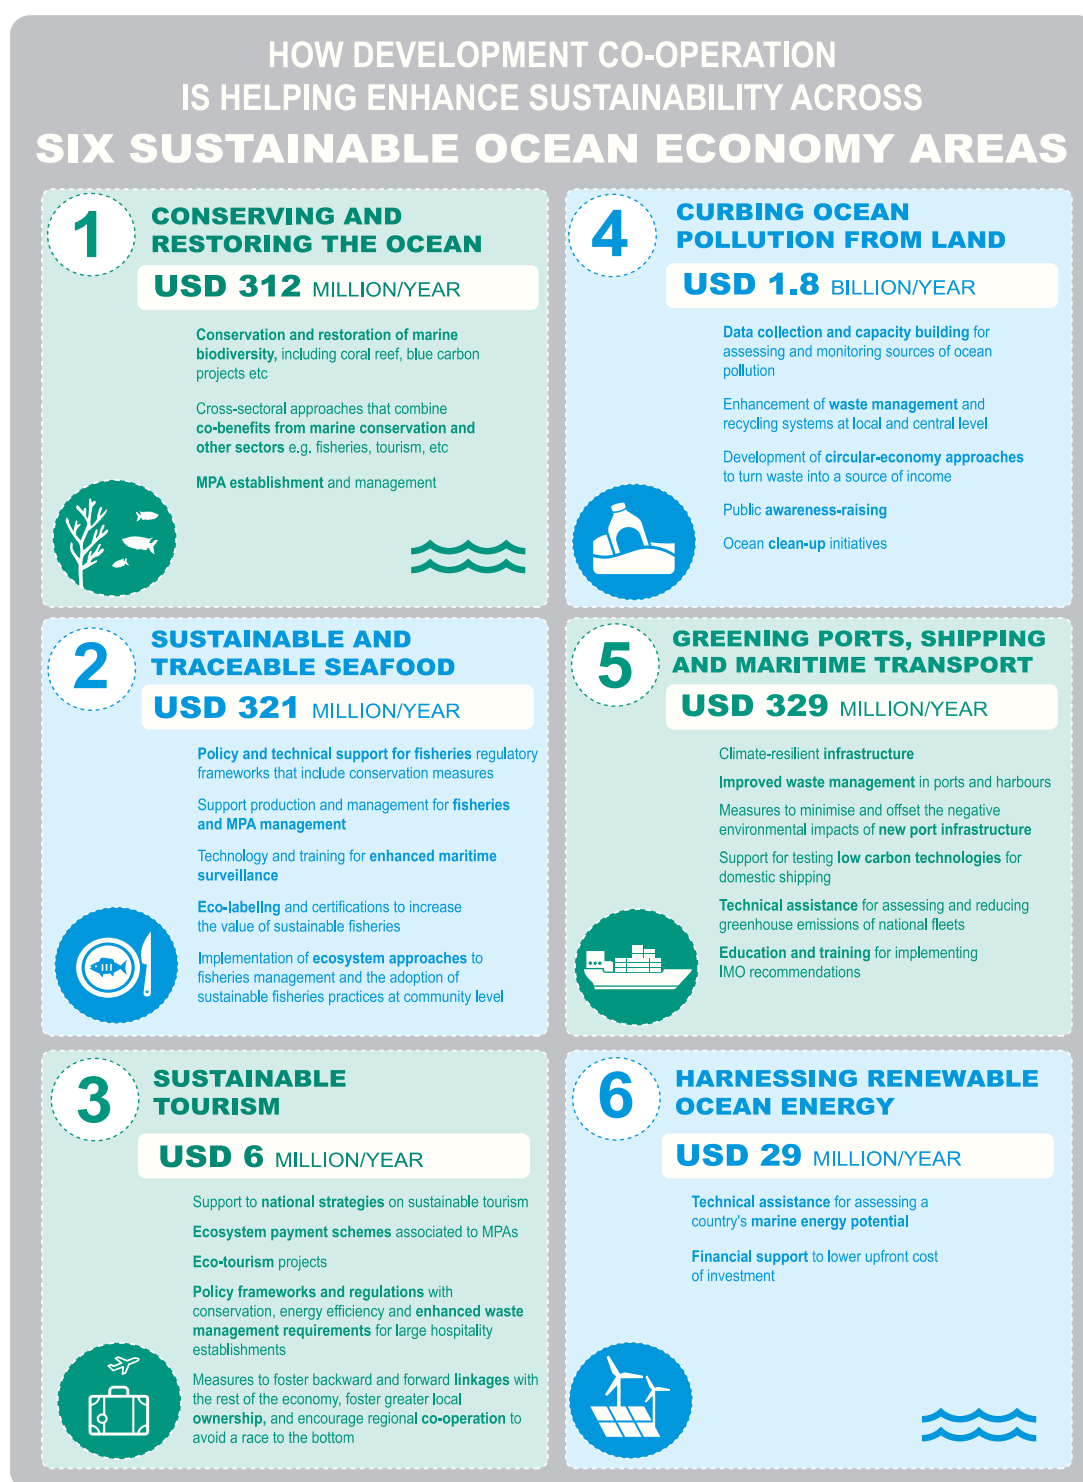 HOW DEVELOPMENT CO-OPERATION
IS HELPING ENHANCE SUSTAINABILITY ACROSS
SIX SUSTAINABLE OCEAN ECONOMY AREAS
1
CONSERVING AND
RESTORING THE OCEAN
USD 312 MILLION/YEAR
Conservation and restoration of marine
biodiversity, including coral reef, blue carbon
projects etc
Cross-sectoral approaches that combine
co-benefits from marine conservation and
other sectors e.g. fisheries, tourism, etc
MPA establishment and management
2
SUSTAINABLE AND
TRACEABLE SEAFOOD
USD 321 MILLION/YEAR
Policy and technical support for fisheries regulatory
frameworks that include conservation measures
Support production and management for fisheries
and MPA management
Technology and training for enhanced maritime
surveillance
Eco-labeling and certifications to increase
the value of sustainable fisheries
Implementation of ecosystem approaches to
fisheries management and the adoption of
sustainable fisheries practices at community level
3
SUSTAINABLE
TOURISM
USD 6 MILLION/YEAR
Support to national strategies on sustainable tourism
Ecosystem payment schemes associated to MPAs
Eco-tourism projects
Policy frameworks and regulations with
conservation, energy efficiency and enhanced waste
management requirements for large hospitality
establishments
Measures to foster backward and forward linkages with
the rest of the economy, foster greater local
ownership, and encourage regional co-operation to
avoid a race to the bottom
4
CURBING OCEAN
POLLUTION FROM LAND
USD 1.8 BILLION/YEAR
Data collection and capacity building for
assessing and monitoring sources of ocean
pollution
Enhancement of waste management and
recycling systems at local and central level
Development of circular-economy approaches
to turn waste into a source of income
Public awareness-raising
Ocean clean-up initiatives
5
GREENING PORTS, SHIPPING
AND MARITIME TRANSPORT
USD 329 MILLION/YEAR
Climate-resilient infrastructure
Improved waste management in ports and harbours
Measures to minimise and offset the negative
environmental impacts of new port infrastructure
Support for testing low carbon technologies for
domestic shipping
Technical assistance for assessing and reducing
greenhouse emissions of national fleets
Education and training for implementing
IMO recommendations
6
HARNESSING RENEWABLE
OCEAN ENERGY
USD 29 MILLION/YEAR
Technical assistance for assessing a
country's marine energy potential
Financial support to lower upfront cost
of investment